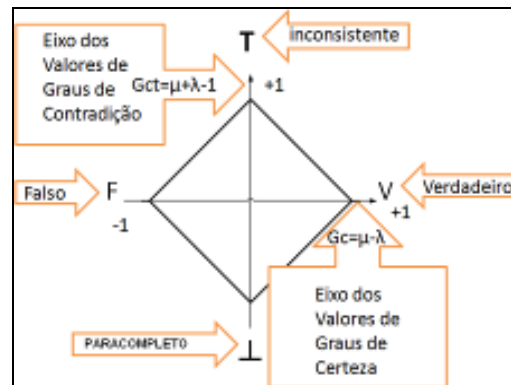 Eixo dos
Valores de
Graus de
Contradição
Gct=μ+λ-1
T
inconsistente
+1
Falso
F
-1
V
Verdadeiro
+1
Gc=μ-λ
Eixo dos
Valores de
Graus de
Certeza
PARACOMPLETO
⊥